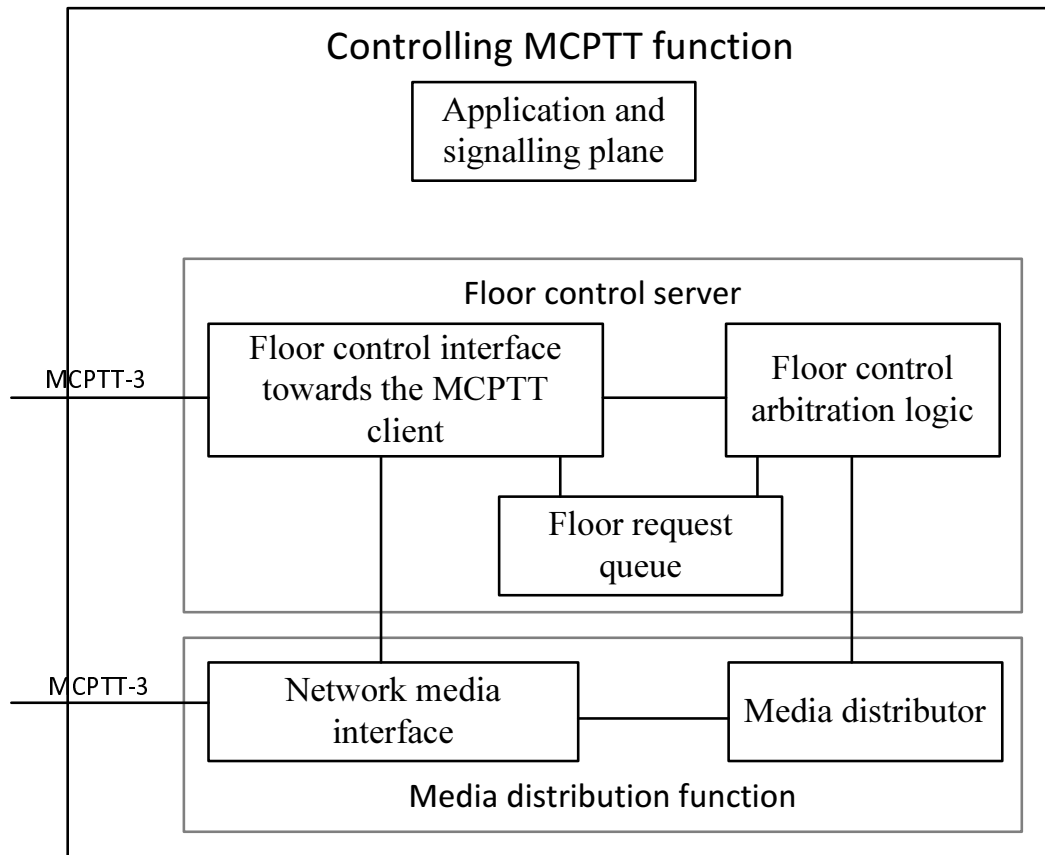 Controlling MCPTT function
Application and
signalling plane
Floor control server
Floor control interface
towards the MCPTT
client
Floor control
arbitration logic
MCPTT-3
Floor request
queue
MCPTT-3
Network media
interface
Media distributor
Media distribution function